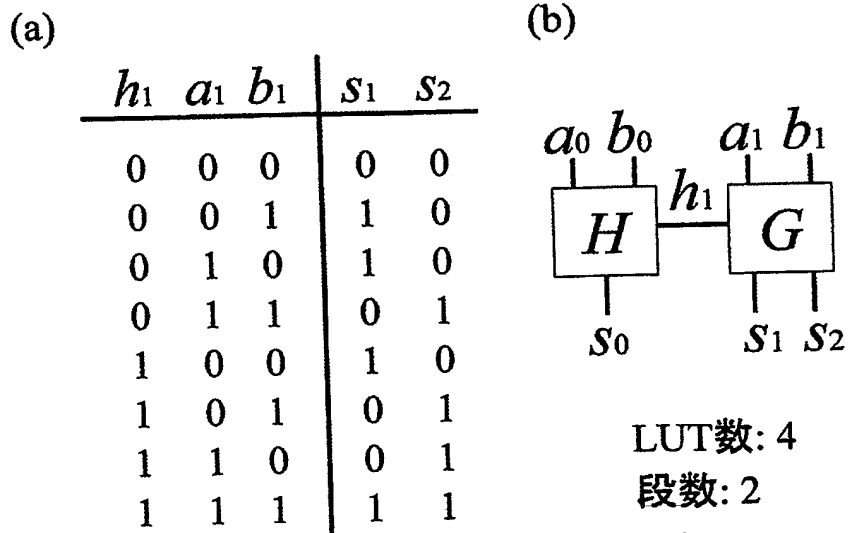 (a)
h1 a1 b1 s1 s2
0 0 0 0 0
0 0 1 1 0
0 1 0 1 0
0 1 1 0 1
1 0 0 1 0
1 0 1 0 1
1 1 0 0 1
1 1 1 1 1
(b)
a0 b0 a1 b1
h1
H G
s0 s1 s2
LUT数: 4
段数: 2